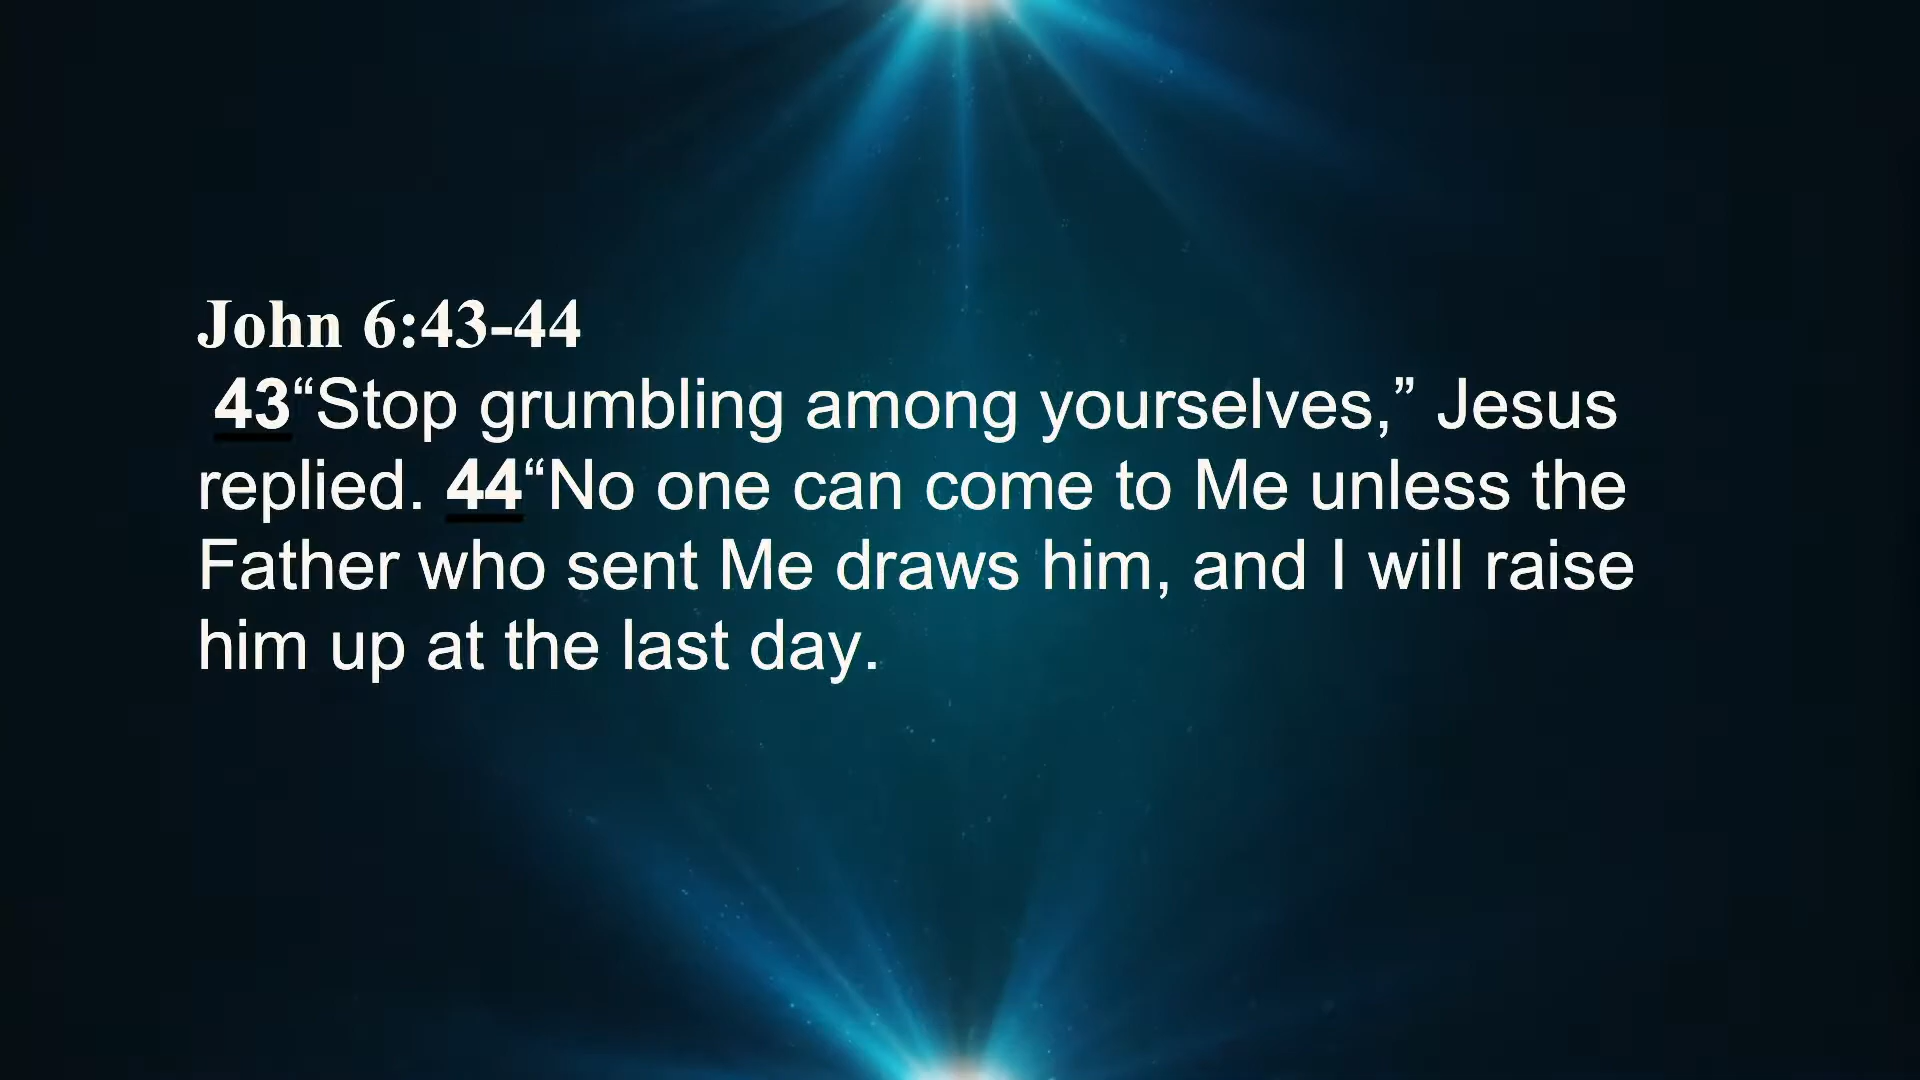 John 6:43-44
43“Stop grumbling among yourselves,” Jesus
replied. 44“No one can come to Me unless the
Father who sent Me draws him, and I will raise
him up at the last day.